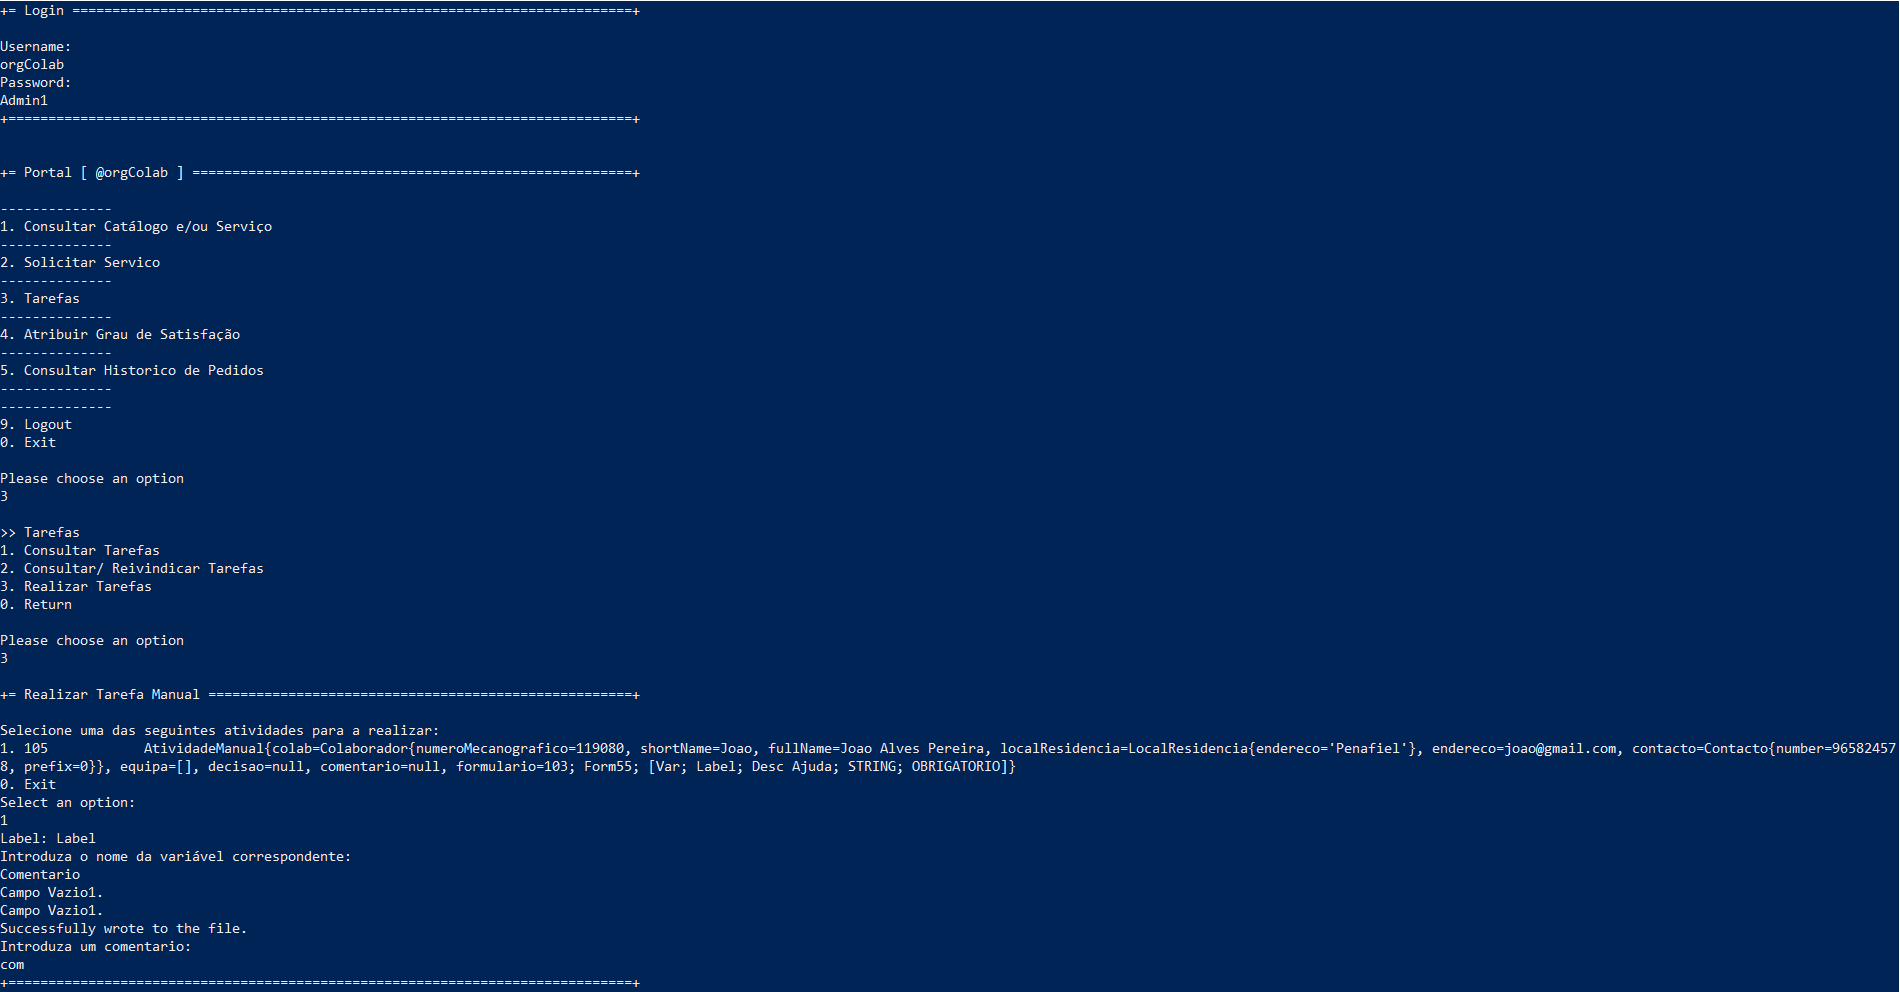 += Login ======================================================================+
Username:
orgColab
Password:
Admin1
+==============================================================================+
+= Portal [ @orgColab ] =======================================================+
--------------
1. Consultar Catálogo e/ou Serviço
--------------
2. Solicitar Servico
--------------
3. Tarefas
--------------
4. Atribuir Grau de Satisfação
--------------
5. Consultar Historico de Pedidos
--------------
--------------
9. Logout
0. Exit
Please choose an option
3
>> Tarefas
1. Consultar Tarefas
2. Consultar/ Reivindicar Tarefas
3. Realizar Tarefas
0. Return
Please choose an option
3
+= Realizar Tarefa Manual =====================================================+
Selecione uma das seguintes atividades para a realizar:
1. 105            AtividadeManual{colab=Colaborador{numeroMecanografico=119080, shortName=Joao, fullName=Joao Alves Pereira, localResidencia=LocalResidencia{endereco='Penafiel'}, endereco=joao@gmail.com, contacto=Contacto{number=96582457
8, prefix=0}}, equipa=[], decisao=null, comentario=null, formulario=103; Form55; [Var; Label; Desc Ajuda; STRING; OBRIGATORIO]}
0. Exit
Select an option:
1
Label: Label
Introduza o nome da variável correspondente:
Comentario
Campo Vazio1.
Campo Vazio1.
Successfully wrote to the file.
Introduza um comentario:
com
+==============================================================================+